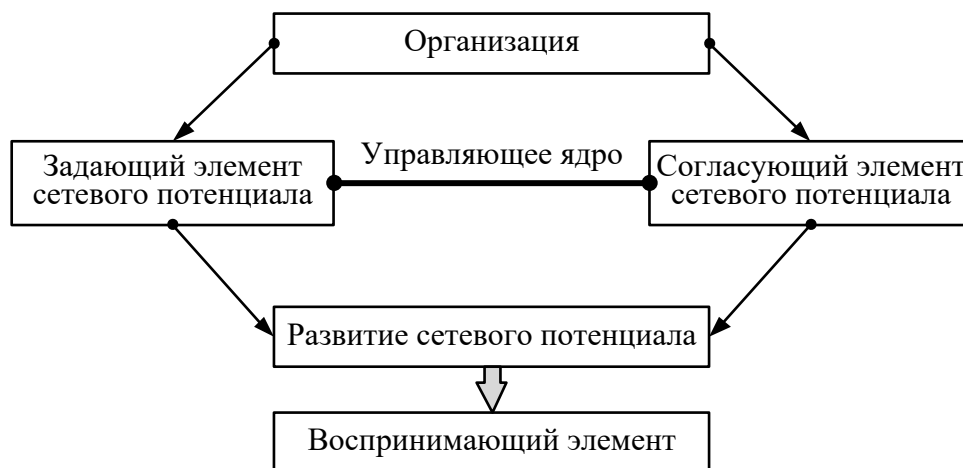 Организация
Управляющее ядро
Задающий элемент
сетевого потенциала
Согласующий элемент
сетевого потенциала
Развитие сетевого потенциала
Воспринимающий элемент